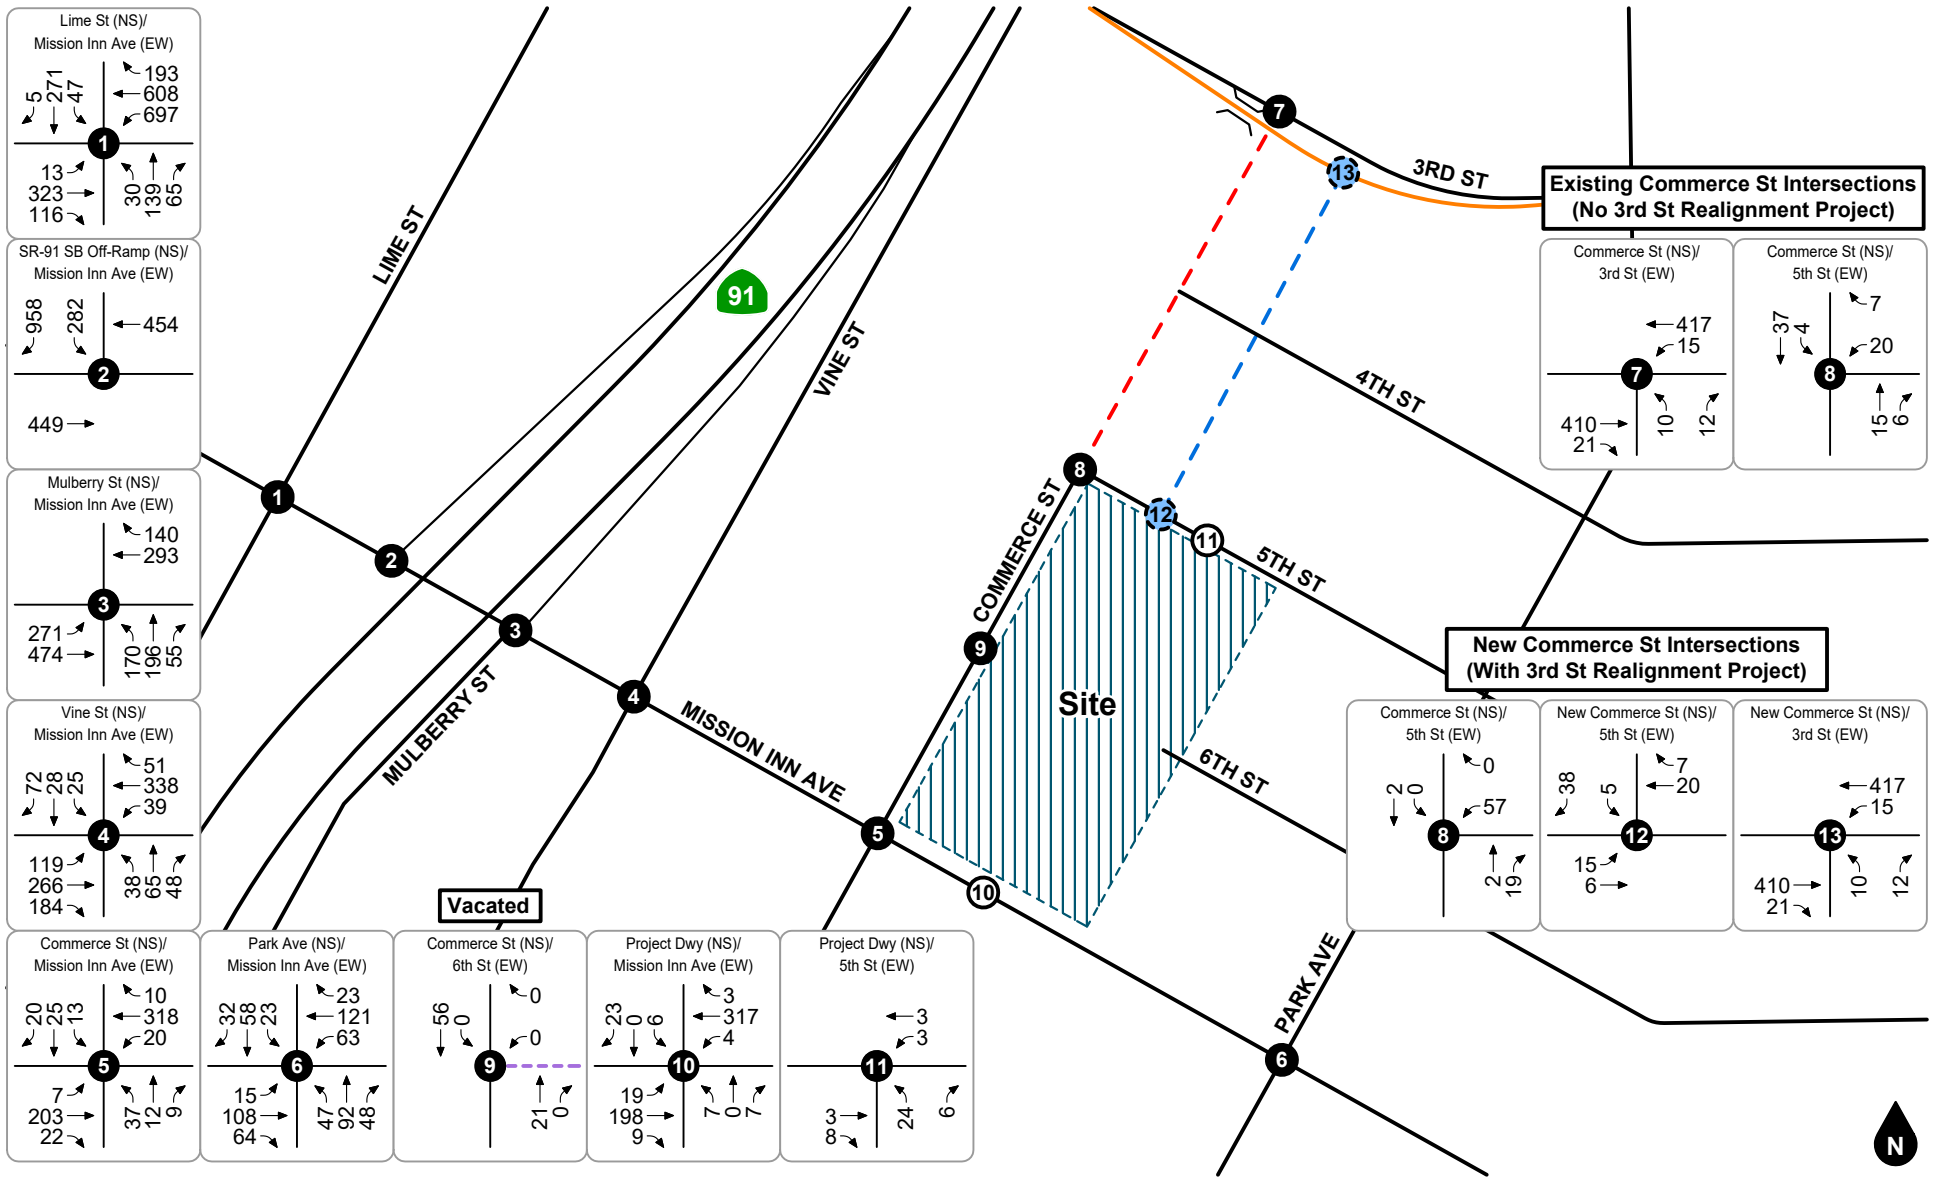 Lime St (NS)/
Mission Inn Ave (EW)
5 271 47
193
608
697
1
13
323
116
30 139 65
SR-91 SB Off-Ramp (NS)/
Mission Inn Ave (EW)
958 282
454
2
449
Mulberry St (NS)/
Mission Inn Ave (EW)
140
293
3
271
474
170 196 55
Vine St (NS)/
Mission Inn Ave (EW)
72 28 25
51
338
39
4
119
266
184
38 65 48
Commerce St (NS)/
Mission Inn Ave (EW)
20 25 13
10
318
20
5
7
203
22
37 12 9
Park Ave (NS)/
Mission Inn Ave (EW)
32 58 23
23
121
63
6
15
108
64
47 92 48
Vacated
Commerce St (NS)/
6th St (EW)
56 0
0
0
9
21 0
Project Dwy (NS)/
Mission Inn Ave (EW)
23 0 6
3
317
4
10
19
198
9
7 0 7
Project Dwy (NS)/
5th St (EW)
3
3
11
3
8
24 6
LIME ST
91
VINE ST
MULBERRY ST
MISSION INN AVE
COMMERCE ST
3RD ST
4TH ST
5TH ST
6TH ST
PARK AVE
Site
1
2
3
4
5
6
7
8
9
10
11
12
13
Existing Commerce St Intersections
(No 3rd St Realignment Project)
Commerce St (NS)/
3rd St (EW)
417
15
7
410
21
10 12
Commerce St (NS)/
5th St (EW)
37 4
7
20
8
15 6
New Commerce St Intersections
(With 3rd St Realignment Project)
Commerce St (NS)/
5th St (EW)
2 0
0
57
8
2 19
New Commerce St (NS)/
5th St (EW)
38 5
7
20
12
15
6
New Commerce St (NS)/
3rd St (EW)
417
15
13
410
21
10 12
N